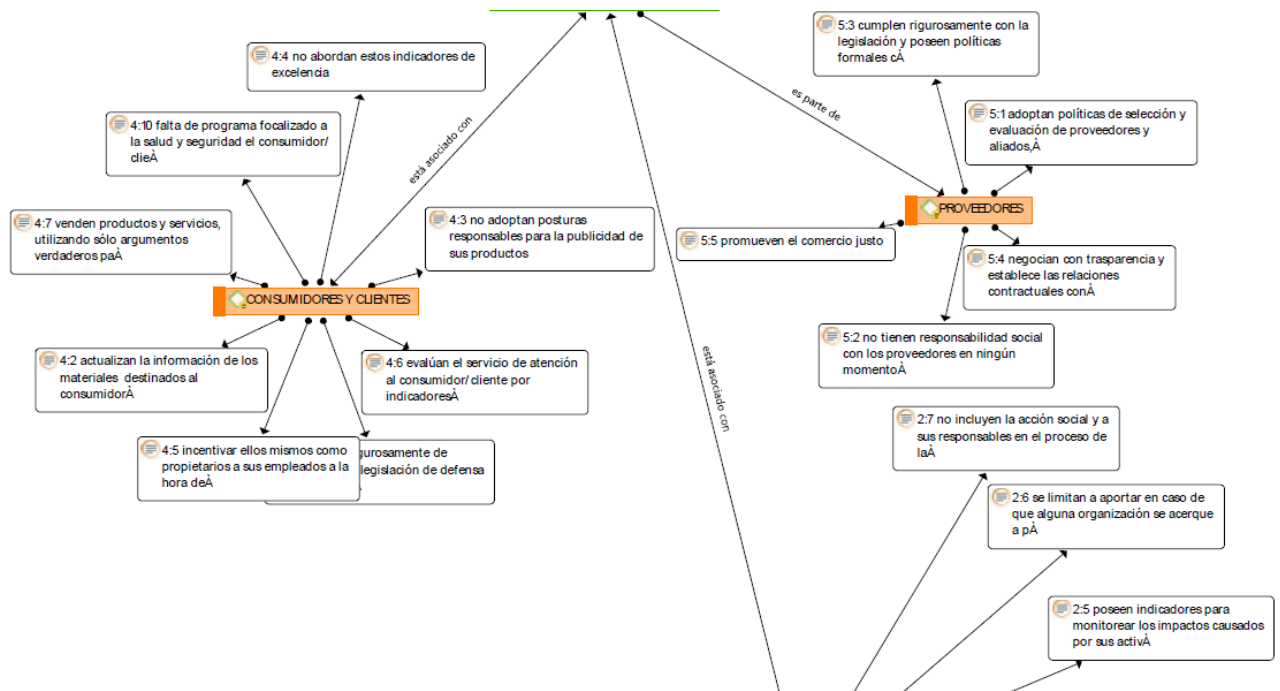 5:3 cumplen rigurosamente con la
legislación y poseen políticas
formales cÀ
4:4 no abordan estos indicadores de
excelencia
es parte de
5:1 adoptan políticas de selección y
evaluación de proveedores y
aliados,À
4:10 falta de programa focalizado a
la salud y seguridad el consumidor/
clieÀ
está asociado con
PROVEEDORES
4:7 venden productos y servicios,
utilizando sólo argumentos
verdaderos paÀ
4:3 no adoptan posturas
responsables para la publicidad de
sus productos
5:5 promueven el comercio justo
5:4 negocian con trasparencia y
establece las relaciones
contractuales conÀ
CONSUMIDORES Y CLIENTES
5:2 no tienen responsabilidad social
con los proveedores en ningún
momentoÀ
4:2 actualizan la información de los
materiales destinados al
consumidorÀ
4:6 evalúan el servicio de atención
al consumidor/ cliente por
indicadoresÀ
está asociado con
2:7 no incluyen la acción social y a
sus responsables en el proceso de
laÀ
4:5 incentivar ellos mismos como
propietarios a sus empleados a la
hora deÀ
gurosamente de
legislación de defensa
2:6 se limitan a aportar en caso de
que alguna organización se acerque
a pÀ
2:5 poseen indicadores para
monitorear los impactos causados
por sus activÀ